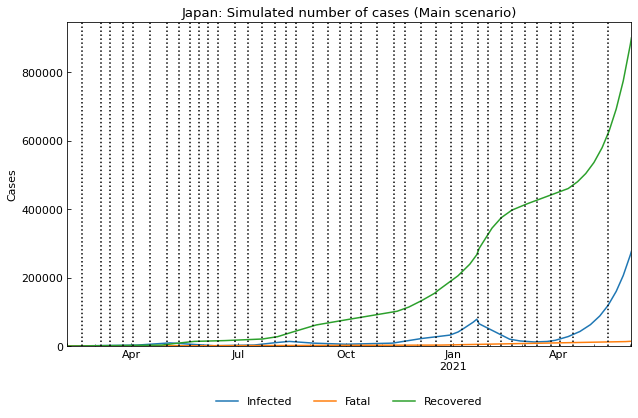 Japan: Simulated number of cases (Main scenario)
800000
600000
400000
200000
0
Cases
Apr
Jul
Oct
Jan
2021
Apr
Infected
Fatal
Recovered